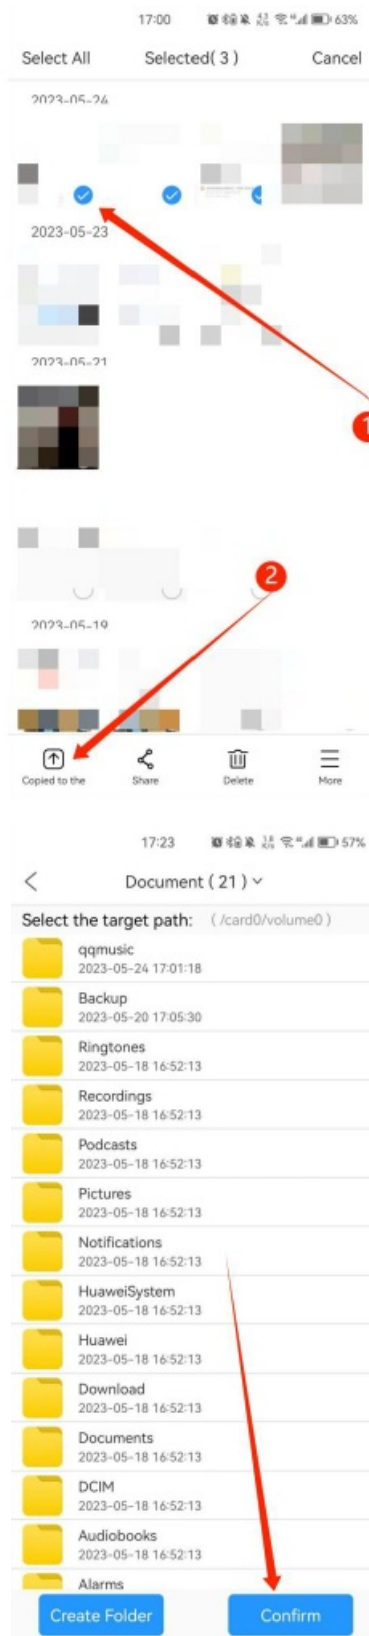 17:00
63%
Select All Selected( 3 ) Cancel
2023-05-24
2023-05-23
2023-05-21
1
2
2023-05-19
Copied to the Share Delete More
17:23
57%
Document ( 21 )
Select the target path: ( /card0/volume0 )
qqmusic
2023-05-24 17:01:18
Backup
2023-05-20 17:05:30
Ringtones
2023-05-18 16:52:13
Recordings
2023-05-18 16:52:13
Podcasts
2023-05-18 16:52:13
Pictures
2023-05-18 16:52:13
Notifications
2023-05-18 16:52:13
HuaweiSystem
2023-05-18 16:52:13
Huawei
2023-05-18 16:52:13
Download
2023-05-18 16:52:13
Documents
2023-05-18 16:52:13
DCIM
2023-05-18 16:52:13
Audiobooks
2023-05-18 16:52:13
Alarms
Create Folder Confirm